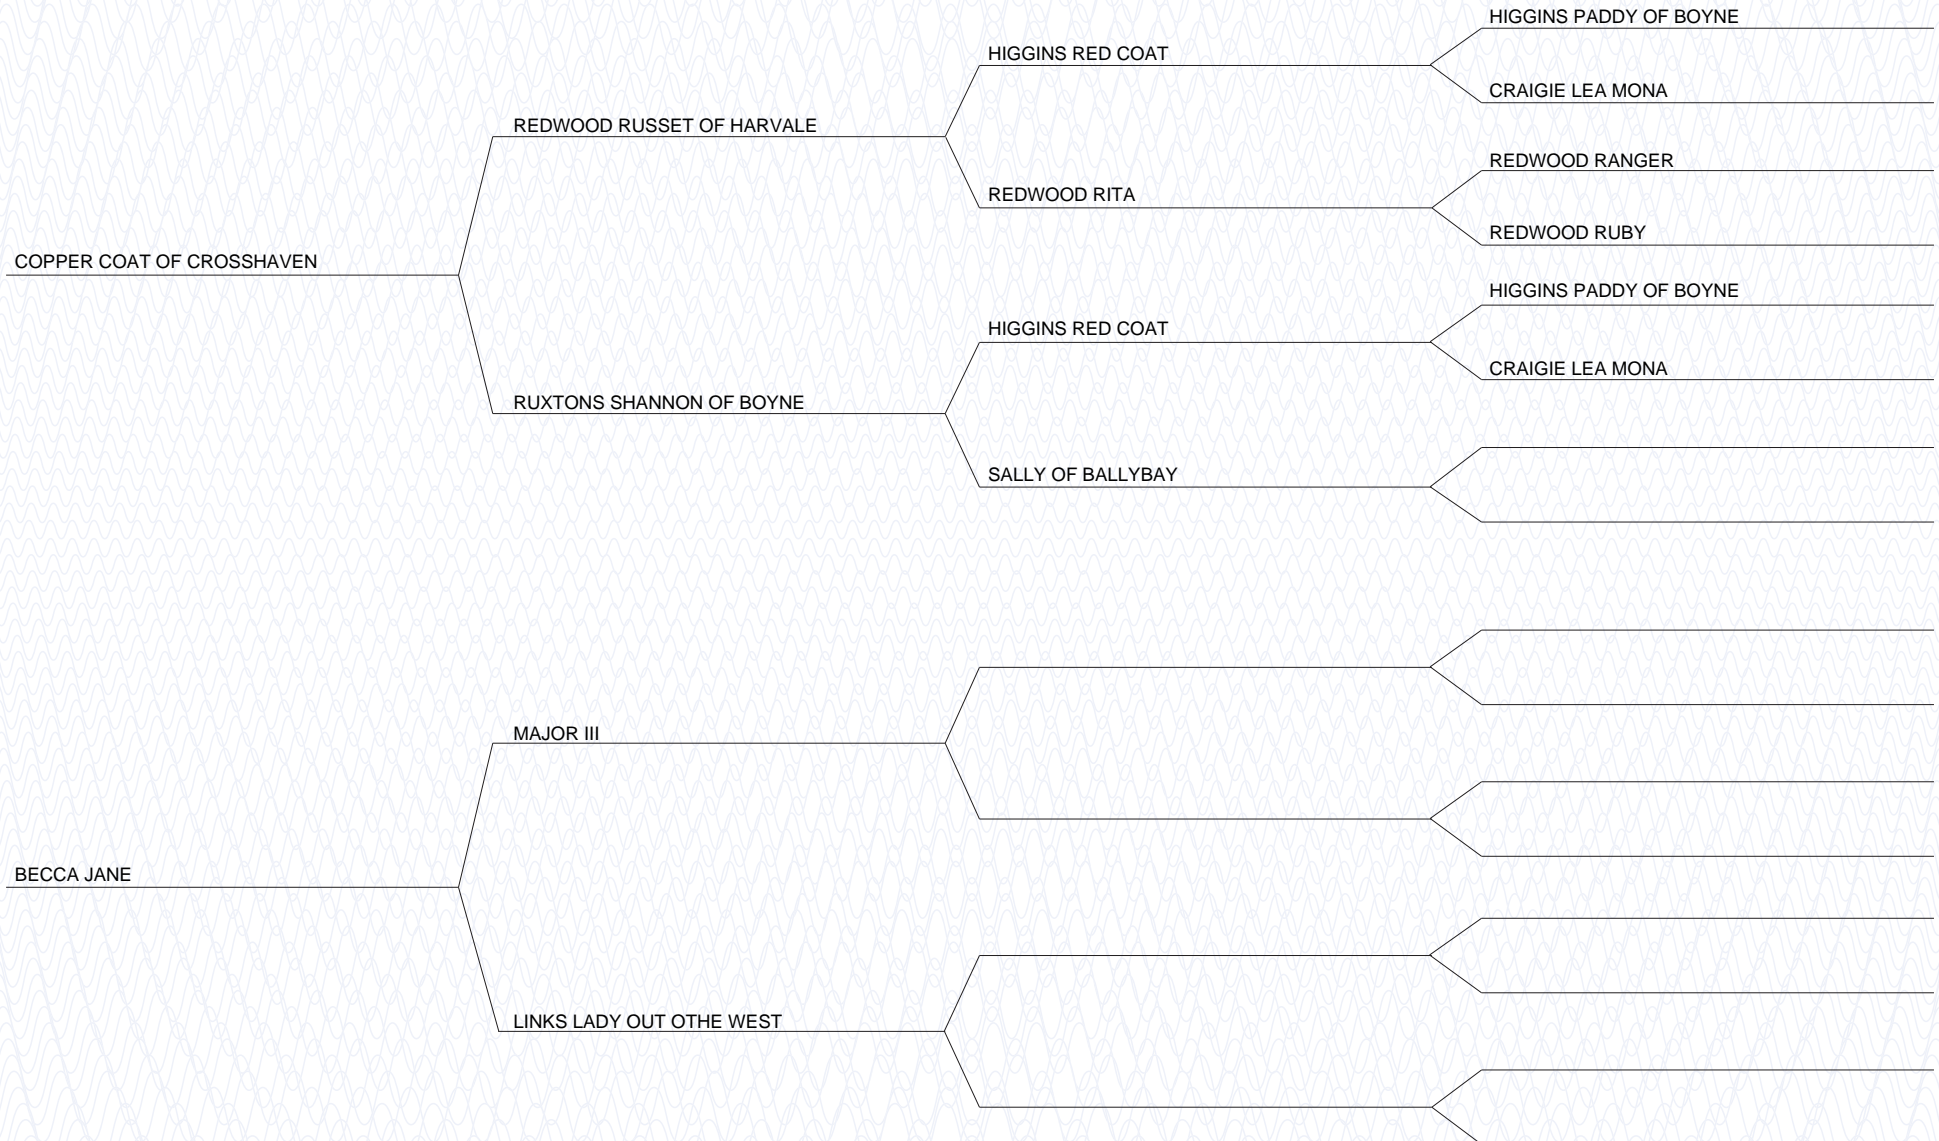 HIGGINS PADDY OF BOYNE
HIGGINS RED COAT
CRAIGIE LEA MONA
REDWOOD RUSSET OF HARVALE
REDWOOD RANGER
REDWOOD RITA
REDWOOD RUBY
COPPER COAT OF CROSSHAVEN
HIGGINS PADDY OF BOYNE
HIGGINS RED COAT
CRAIGIE LEA MONA
RUXTONS SHANNON OF BOYNE
SALLY OF BALLYBAY
MAJOR III
BECCA JANE
LINKS LADY OUT OTHE WEST